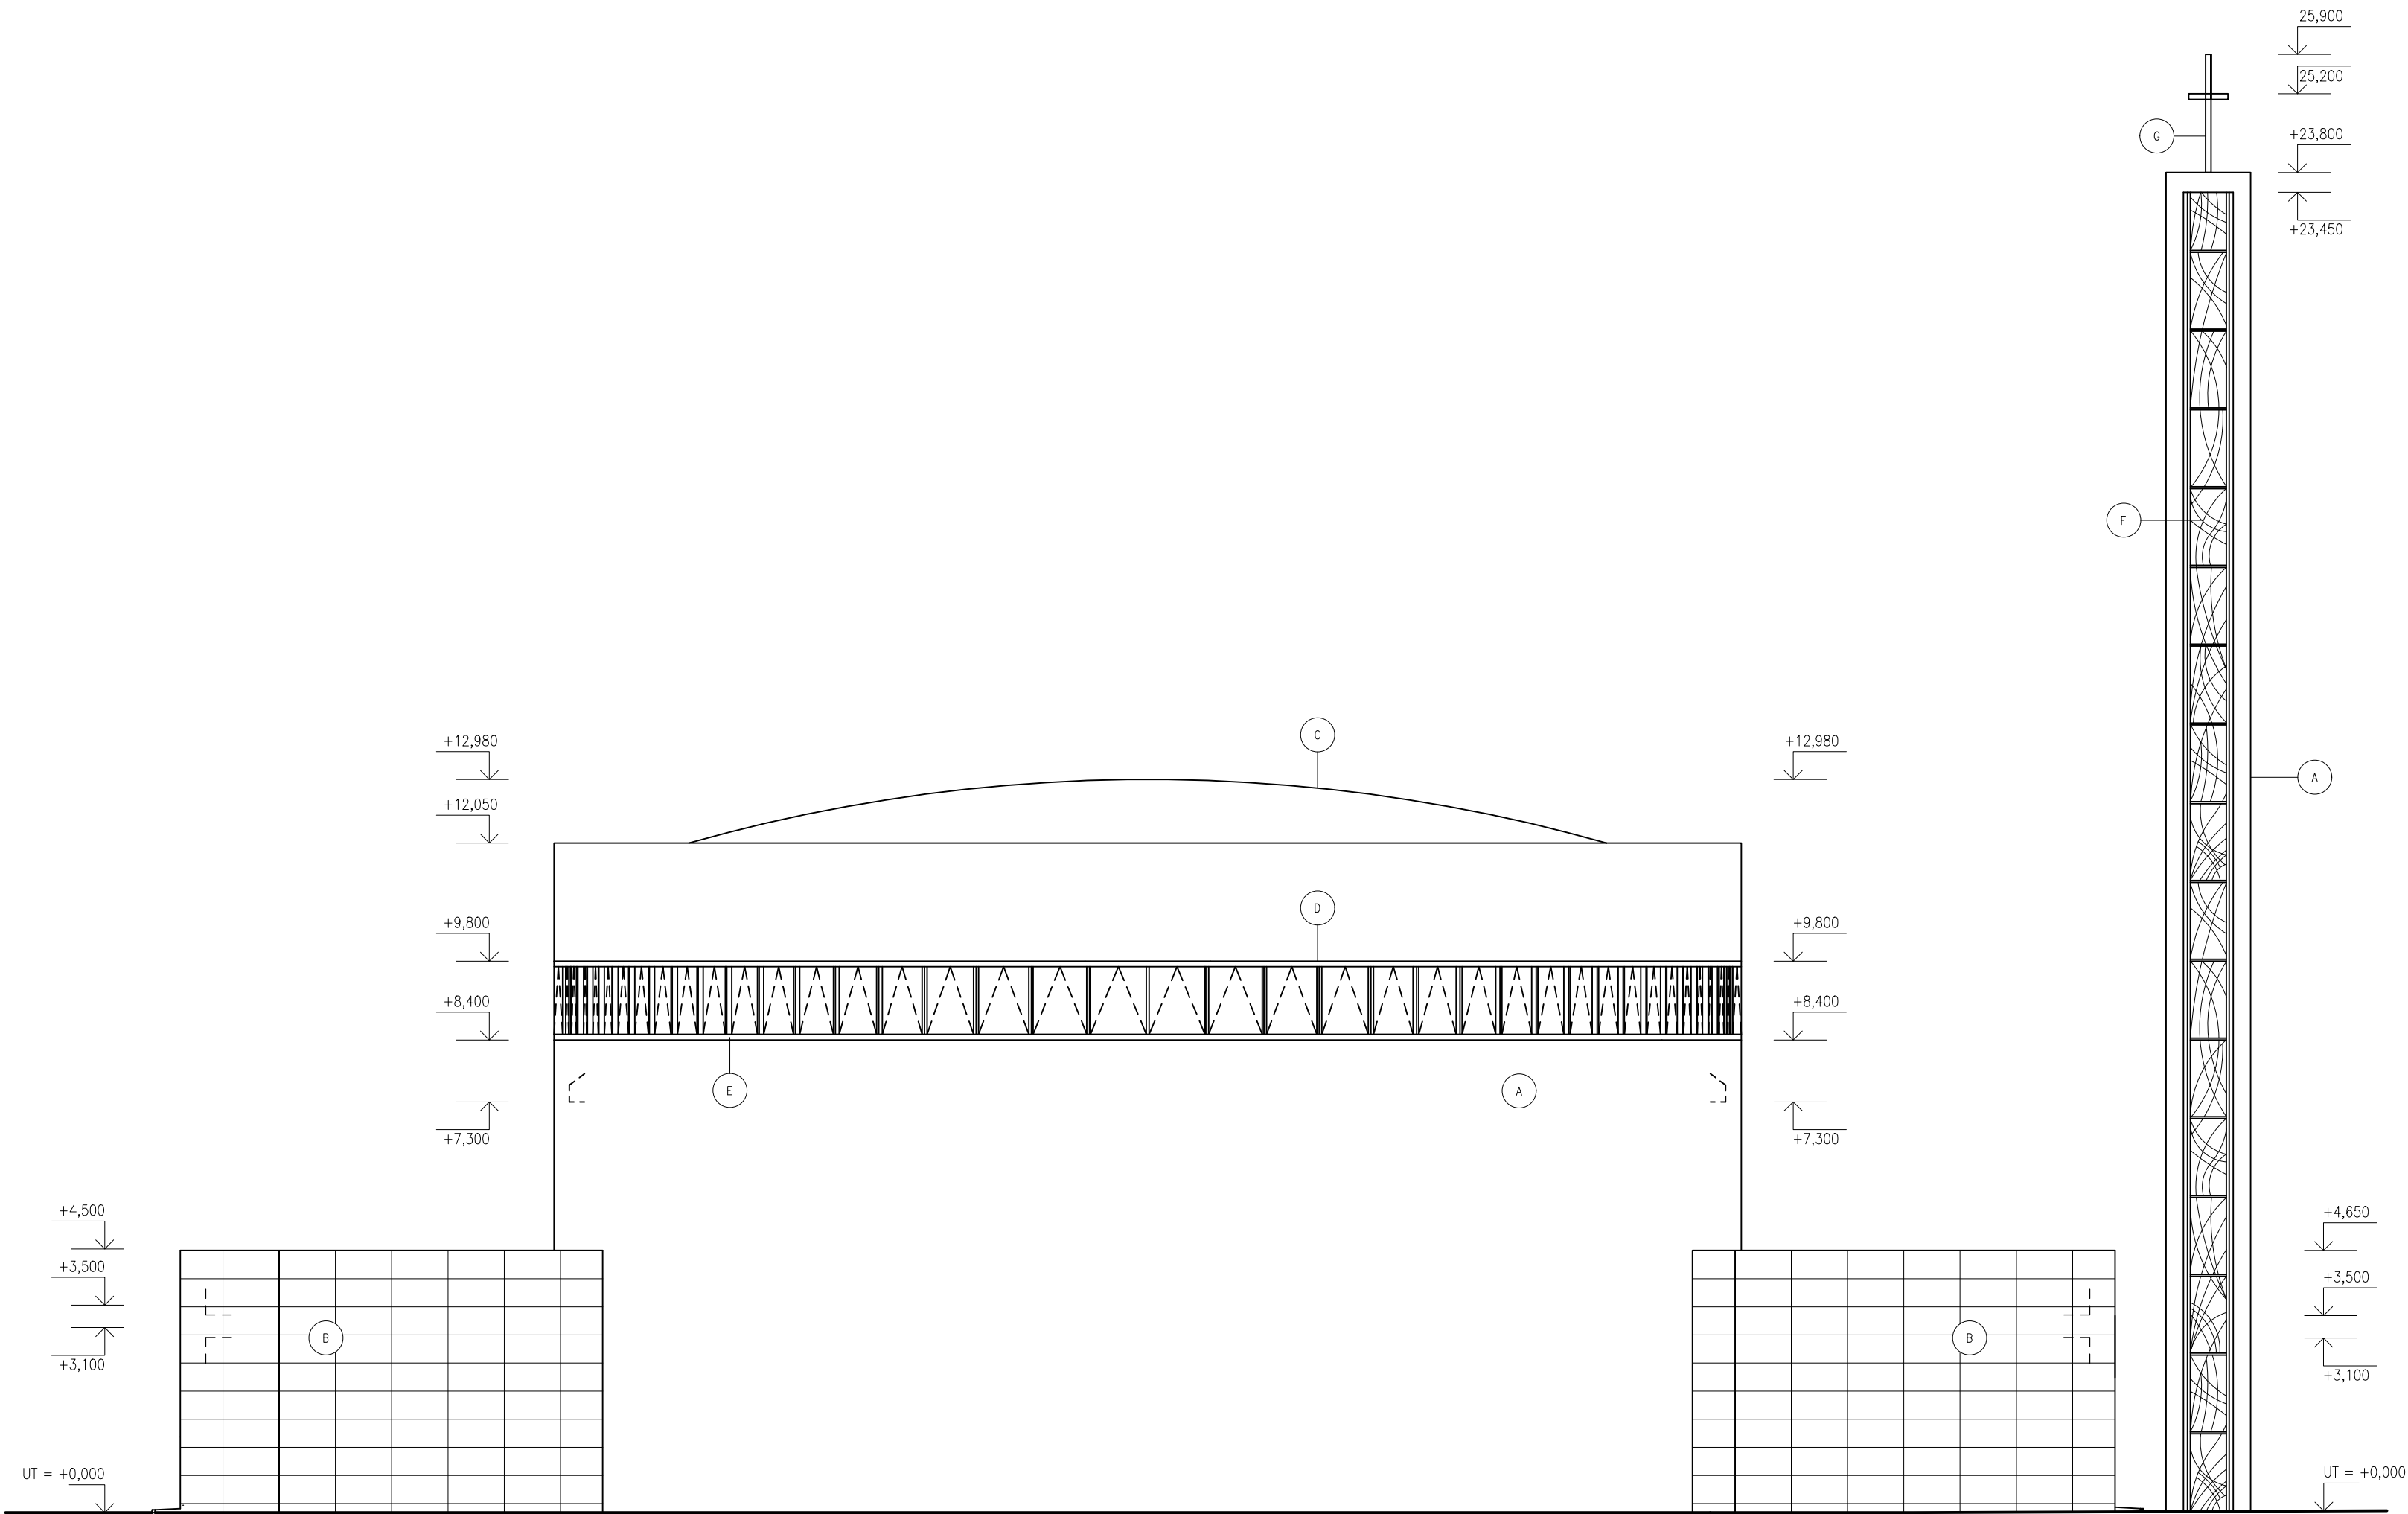 25,900
25,200
G
+23,800
+23,450
F
+12,980
C
+12,980
A
+12,050
+9,800
D
+9,800
+8,400
+8,400
E
A
+7,300
+7,300
+4,500
+4,650
+3,500
+3,500
B
B
+3,100
+3,100
UT = +0,000
UT = +0,000